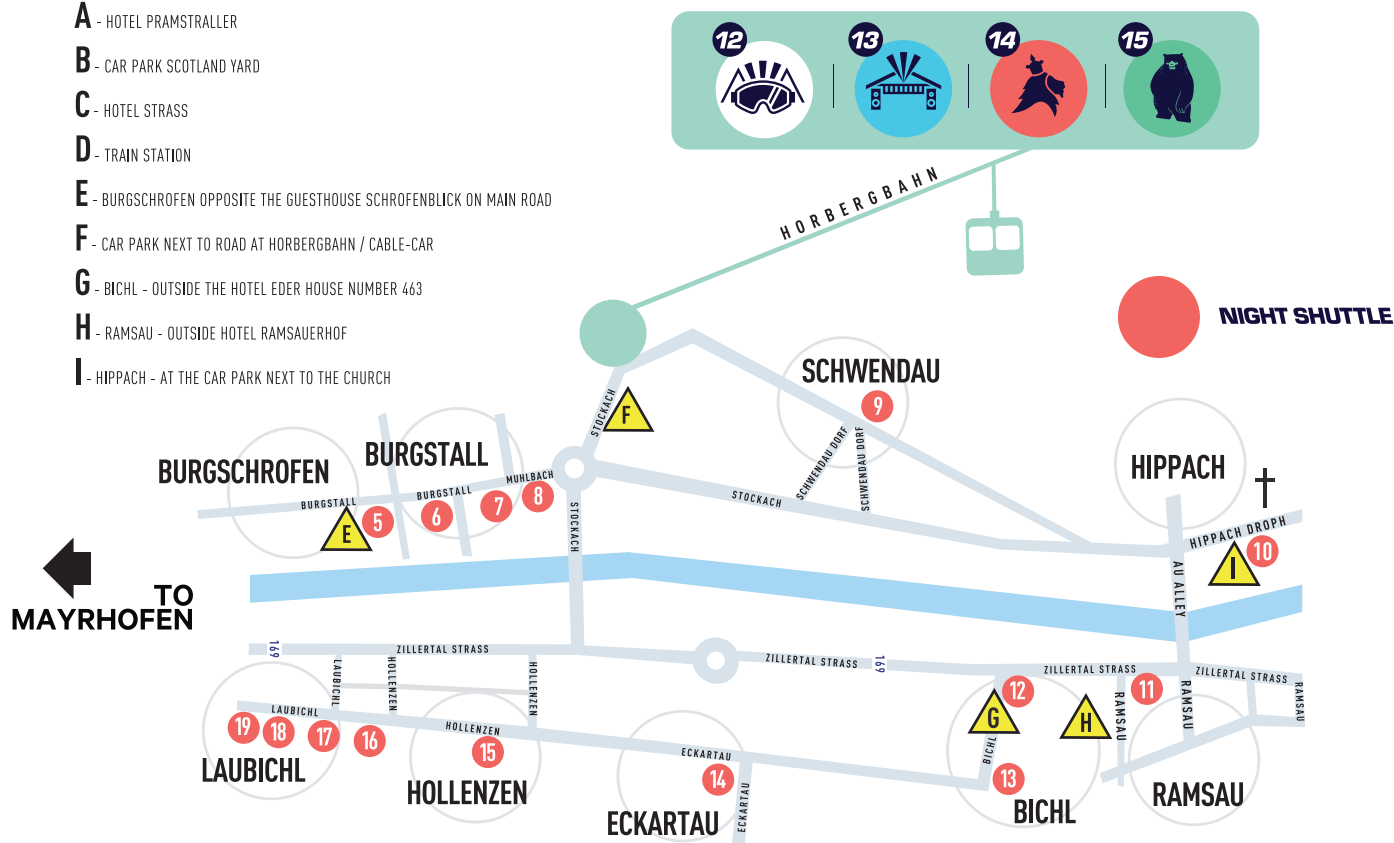 A - HOTEL PRAMSTRALLER
B - CAR PARK SCOTLAND YARD
C - HOTEL STRASS
D - TRAIN STATION
E - BURGSCHROFEN OPPOSITE THE GUESTHOUSE SCHROFENBLICK ON MAIN ROAD
F - CAR PARK NEXT TO ROAD AT HORBERGBAHN / CABLE-CAR
G - BICHL - OUTSIDE THE HOTEL EDER HOUSE NUMBER 463
H - RAMSAU - OUTSIDE HOTEL RAMSAUERHOF
I - HIPPACH - AT THE CAR PARK NEXT TO THE CHURCH
12
13
14
15
HORBERGBAHN
NIGHT SHUTTLE
SCHWENDAU
9
STOCKACH
F
BURGSCHROFEN
BURGSTALL
HIPPACH
BURGSTALL
BURGSTALL
MUHLBACH
5
6
7
8
E
STOCKACH
STOCKACH
SCHWENDAU DORF
SCHWENDAU DORF
HIPPACH DROPH
10
I
AU ALLEY
TO
MAYRHOFEN
169
ZILLERTAL STRASS
ZILLERTAL STRASS
169
ZILLERTAL STRASS
ZILLERTAL STRASS
LAUBICHL
HOLLENZEN
HOLLENZEN
12
11
G
H
RAMSAU
RAMSAU
RAMSAU
LAUBICHL
19
18
17
16
HOLLENZEN
15
ECKARTAU
14
ECKARTAU
BICHL
13
LAUBICHL
HOLLENZEN
ECKARTAU
BICHL
RAMSAU